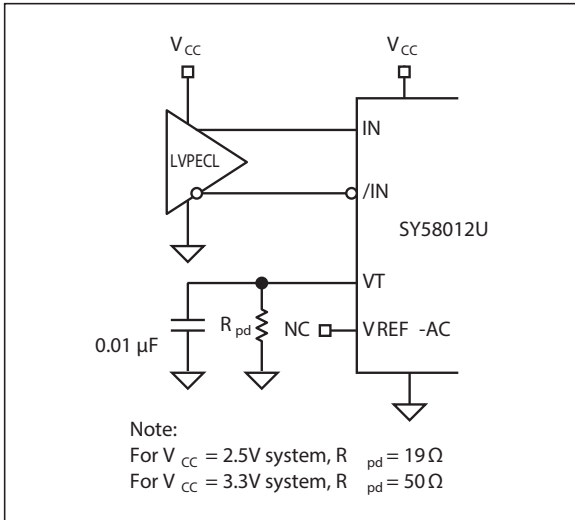 V CC V CC
IN
LVPECL
/IN
SY58012U
VT
R pd NC VREF -AC
0.01 µF
Note:
For V CC = 2.5V system, R pd = 19Ω
For V CC = 3.3V system, R pd = 50Ω